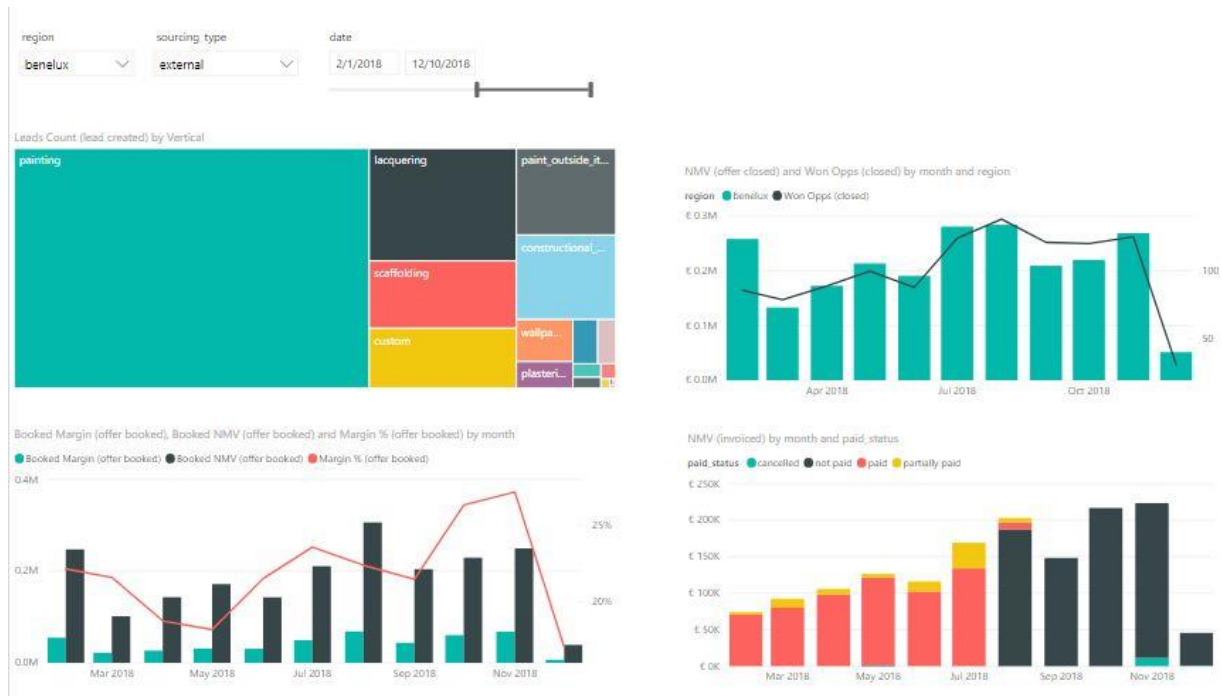 region
sourcing_type
date
benelux
external
2/1/2018
12/10/2018
Leads Count (lead created) by Vertical
painting
lacquering
paint_outside_it...
scaffolding
constructional_...
custom
wallpa...
plasteri...
NMV (offer closed) and Won Opps (closed) by month and region
region benelux Won Opps (closed)
€ 0.3M
€ 0.2M
€ 0.1M
€ 0.0M
100
50
Apr 2018
Jul 2018
Oct 2018
Booked Margin (offer booked), Booked NMV (offer booked) and Margin % (offer booked) by month
Booked Margin (offer booked) Booked NMV (offer booked) Margin % (offer booked)
0.4M
0.2M
0.0M
25%
20%
Mar 2018
May 2018
Jul 2018
Sep 2018
Nov 2018
NMV (invoiced) by month and paid_status
paid_status cancelled not paid paid partially paid
€ 250K
€ 200K
€ 150K
€ 100K
€ 50K
€ 0K
Mar 2018
May 2018
Jul 2018
Sep 2018
Nov 2018